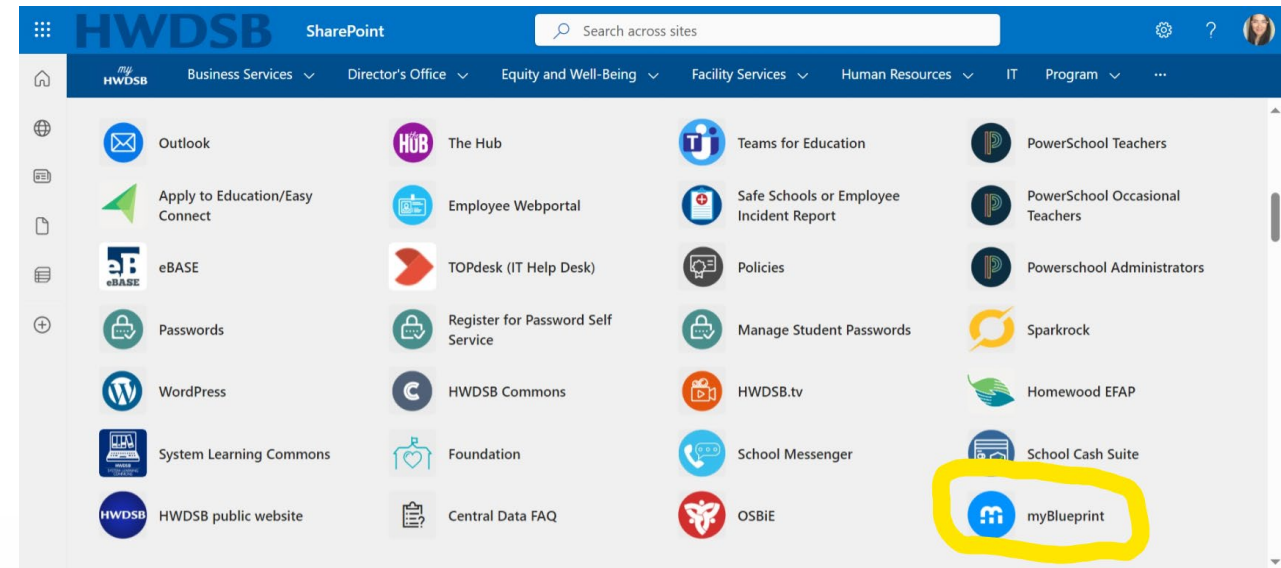 HWDSB SharePoint Search across sites ?
my
HWDSB Business Services Director's Office Equity and Well-Being Facility Services Human Resources IT Program ...
Outlook
HUB The Hub
Teams for Education
PowerSchool Teachers
Apply to Education/Easy
Connect
Employee Webportal
Safe Schools or Employee
Incident Report
PowerSchool Occasional
Teachers
eB
eBASE
eBASE
TOPdesk (IT Help Desk)
Policies
Powerschool Administrators
Passwords
Register for Password Self
Service
Manage Student Passwords
Sparkrock
WordPress
C HWDSB Commons
HWDSB.tv
Homewood EFAP
System Learning Commons
Foundation
School Messenger
School Cash Suite
HWDSB HWDSB public website
Central Data FAQ
OSBiE
m myBlueprint